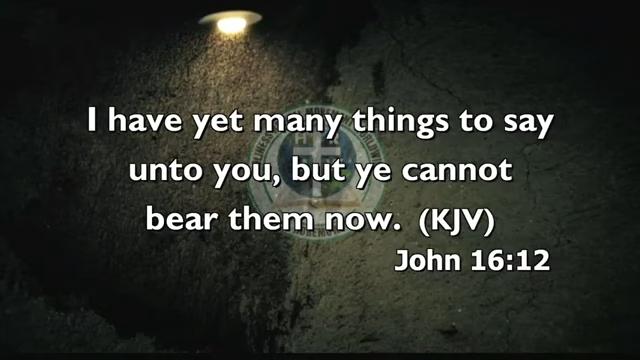 I have yet many things to say
unto you, but ye cannot
bear them now. (KJV)
John 16:12